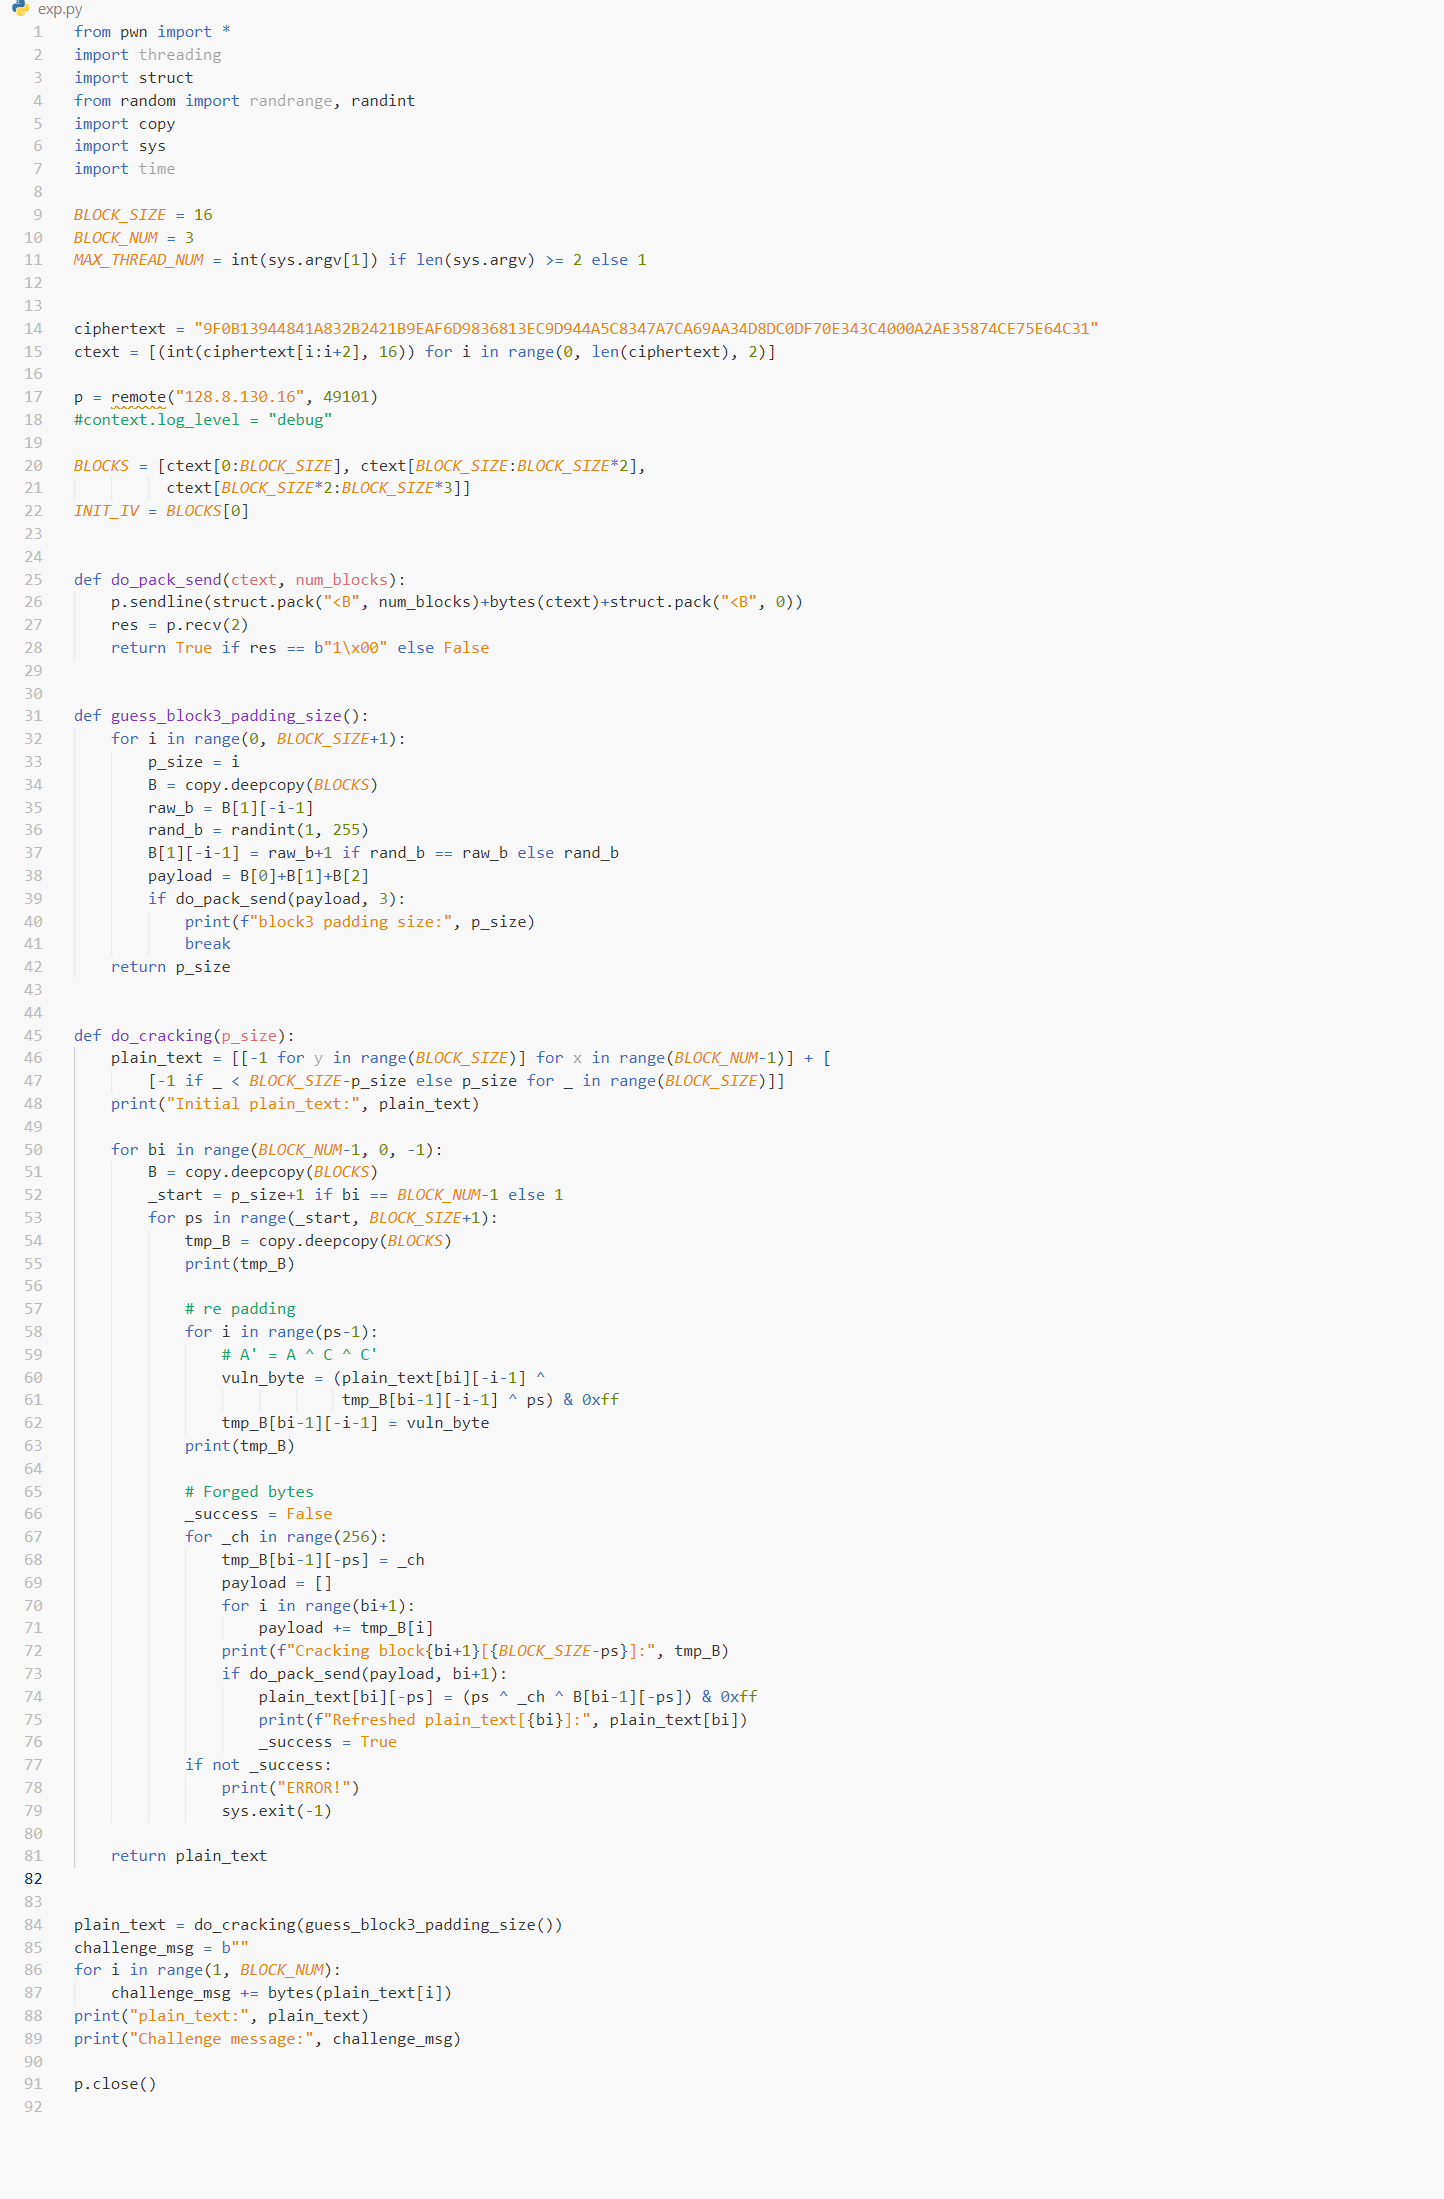 exp.py
1 from pwn import *
2 import threading
3 import struct
4 from random import randrange, randint
5 import copy
6 import sys
7 import time
8
9 BLOCK_SIZE = 16
10 BLOCK_NUM = 3
11 MAX_THREAD_NUM = int(sys.argv[1]) if len(sys.argv) >= 2 else 1
12
13
14 ciphertext = "9F0B13944841A832B2421B9EAF6D9836813EC9D944A5C8347A7CA69AA34D8DC0DF70E343C4000A2AE35874CE75E64C31"
15 ctext = [(int(ciphertext[i:i+2], 16)) for i in range(0, len(ciphertext), 2)]
16
17 p = remote("128.8.130.16", 49101)
18 #context.log_level = "debug"
19
20 BLOCKS = [ctext[0:BLOCK_SIZE], ctext[BLOCK_SIZE:BLOCK_SIZE*2],
21           ctext[BLOCK_SIZE*2:BLOCK_SIZE*3]]
22 INIT_IV = BLOCKS[0]
23
24
25 def do_pack_send(ctext, num_blocks):
26     p.sendline(struct.pack("<B", num_blocks)+bytes(ctext)+struct.pack("<B", 0))
27     res = p.recv(2)
28     return True if res == b"1\x00" else False
29
30
31 def guess_block3_padding_size():
32     for i in range(0, BLOCK_SIZE+1):
33         p_size = i
34         B = copy.deepcopy(BLOCKS)
35         raw_b = B[1][-i-1]
36         rand_b = randint(1, 255)
37         B[1][-i-1] = raw_b+1 if rand_b == raw_b else rand_b
38         payload = B[0]+B[1]+B[2]
39         if do_pack_send(payload, 3):
40             print(f"block3 padding size:", p_size)
41             break
42     return p_size
43
44
45 def do_cracking(p_size):
46     plain_text = [[-1 for y in range(BLOCK_SIZE)] for x in range(BLOCK_NUM-1)] + [
47         [-1 if _ < BLOCK_SIZE-p_size else p_size for _ in range(BLOCK_SIZE)]]
48     print("Initial plain_text:", plain_text)
49
50     for bi in range(BLOCK_NUM-1, 0, -1):
51         B = copy.deepcopy(BLOCKS)
52         _start = p_size+1 if bi == BLOCK_NUM-1 else 1
53         for ps in range(_start, BLOCK_SIZE+1):
54             tmp_B = copy.deepcopy(BLOCKS)
55             print(tmp_B)
56
57             # re padding
58             for i in range(ps-1):
59                 # A' = A ^ C ^ C'
60                 vuln_byte = (plain_text[bi][-i-1] ^
61                              tmp_B[bi-1][-i-1] ^ ps) & 0xff
62                 tmp_B[bi-1][-i-1] = vuln_byte
63             print(tmp_B)
64
65             # Forged bytes
66             _success = False
67             for _ch in range(256):
68                 tmp_B[bi-1][-ps] = _ch
69                 payload = []
70                 for i in range(bi+1):
71                     payload += tmp_B[i]
72                 print(f"Cracking block{bi+1}[{BLOCK_SIZE-ps}]:", tmp_B)
73                 if do_pack_send(payload, bi+1):
74                     plain_text[bi][-ps] = (ps ^ _ch ^ B[bi-1][-ps]) & 0xff
75                     print(f"Refreshed plain_text[{bi}]:", plain_text[bi])
76                     _success = True
77             if not _success:
78                 print("ERROR!")
79                 sys.exit(-1)
80
81     return plain_text
82
83
84 plain_text = do_cracking(guess_block3_padding_size())
85 challenge_msg = b""
86 for i in range(1, BLOCK_NUM):
87     challenge_msg += bytes(plain_text[i])
88 print("plain_text:", plain_text)
89 print("Challenge message:", challenge_msg)
90
91 p.close()
92